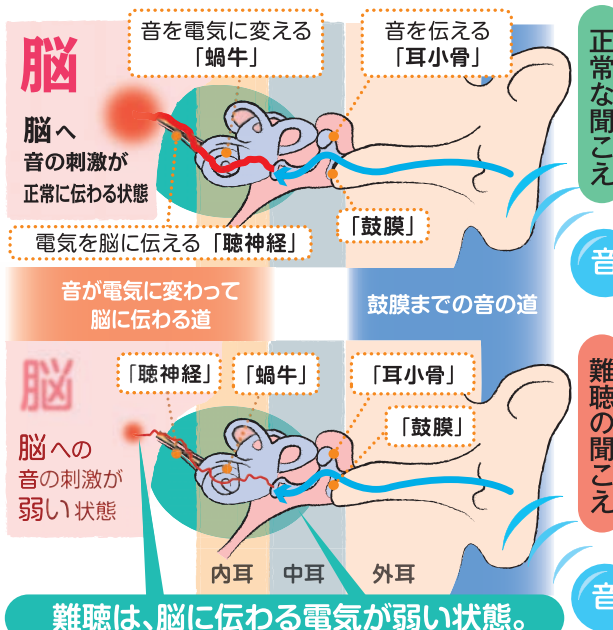 脳
脳へ
音の刺激が
正常に伝わる状態
音を電気に変える
「蝸牛」
音を伝える
「耳小骨」
正常な聞こえ
電気を脳に伝える「聴神経」
「鼓膜」
音
音が電気に変わって
脳に伝わる道
鼓膜までの音の道
脳
脳への
音の刺激が
弱い状態
「聴神経」
「蝸牛」
「耳小骨」
「鼓膜」
難聴の聞こえ
音
内耳
中耳
外耳
難聴は、脳に伝わる電気が弱い状態。